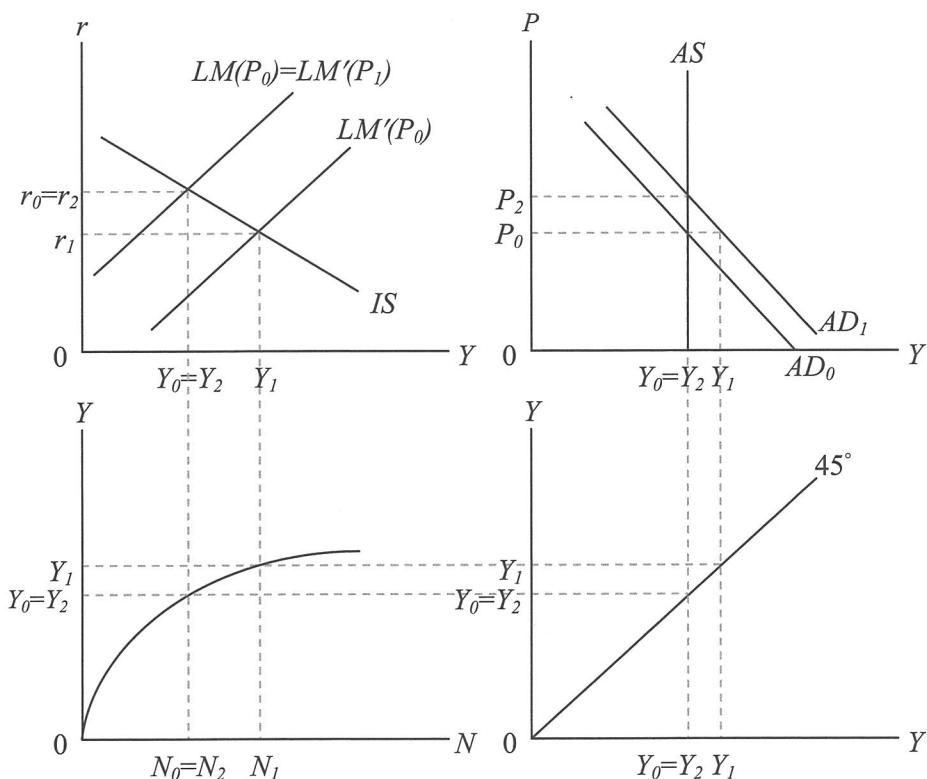 r
LM(P₀)=LM′(P₁)
LM′(P₀)
r₀=r₂
r₁
IS
0
Y
Y₀=Y₂
Y₁
P
AS
P₂
P₀
AD₁
0
Y
Y₀=Y₂
Y₁
AD₀
Y
Y₁
Y₀=Y₂
0
N
N₀=N₂
N₁
45°
Y₁
Y₀=Y₂
0
Y
Y₀=Y₂
Y₁